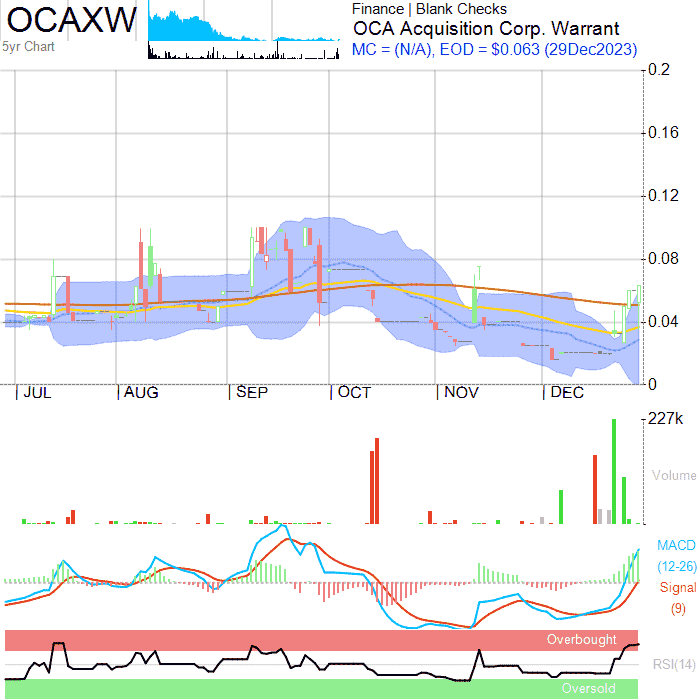 OCAXW
5yr Chart
Finance | Blank Checks
OCA Acquisition Corp. Warrant
MC = (N/A), EOD = $0.063 (29Dec2023)
0.2
0.16
0.12
0.08
0.04
0
JUL AUG SEP OCT NOV DEC
227k
Volume
MACD
(12-26)
Signal
(9)
Overbought
RSI(14)
Oversold